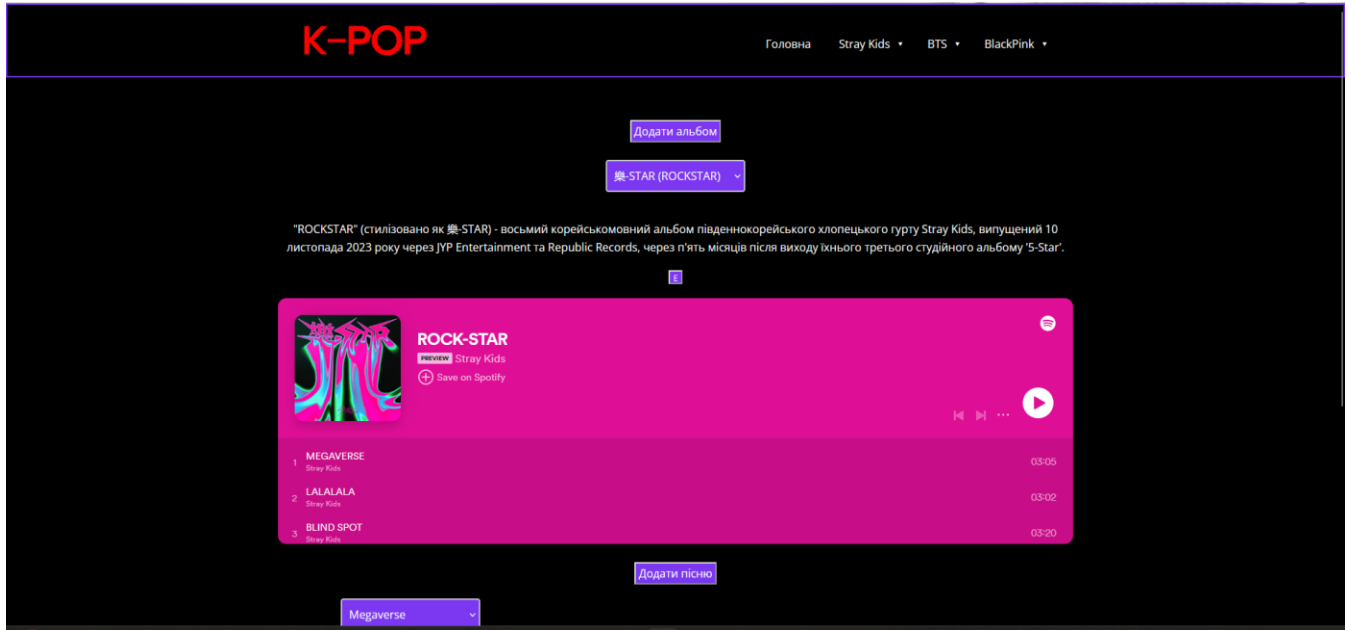 K-POP
Головна Stray Kids BTS BlackPink
Додати альбом
樂-STAR (ROCKSTAR)
"ROCKSTAR" (стилізовано як 樂-STAR) - восьмий корейськомовний альбом південнокорейського хлопецького гурту Stray Kids, випущений 10
листопада 2023 року через JYP Entertainment та Republic Records, через п'ять місяців після виходу їхнього третього студійного альбому '5-Star'.
E
ROCK-STAR
PREVIEW Stray Kids
Save on Spotify
1 MEGAVERSE 03:05
Stray Kids
2 LALALALA 03:02
Stray Kids
3 BLIND SPOT 03:20
Stray Kids
Додати пісню
Megaverse